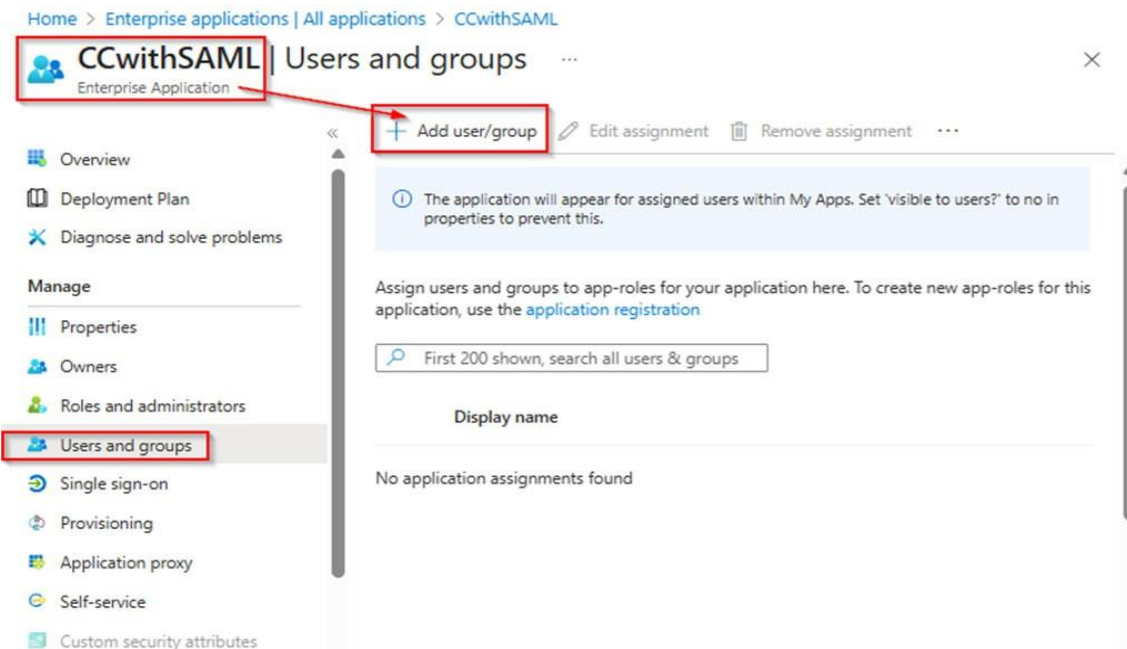 Home > Enterprise applications | All applications > CCwithSAML
CCwithSAML | Users and groups ...
Enterprise Application
«
Overview
Deployment Plan
Diagnose and solve problems
Manage
Properties
Owners
Roles and administrators
Users and groups
Single sign-on
Provisioning
Application proxy
Self-service
Custom security attributes
+ Add user/group Edit assignment Remove assignment ...
The application will appear for assigned users within My Apps. Set 'visible to users?' to no in
properties to prevent this.
Assign users and groups to app-roles for your application here. To create new app-roles for this
application, use the application registration
First 200 shown, search all users & groups
Display name
No application assignments found